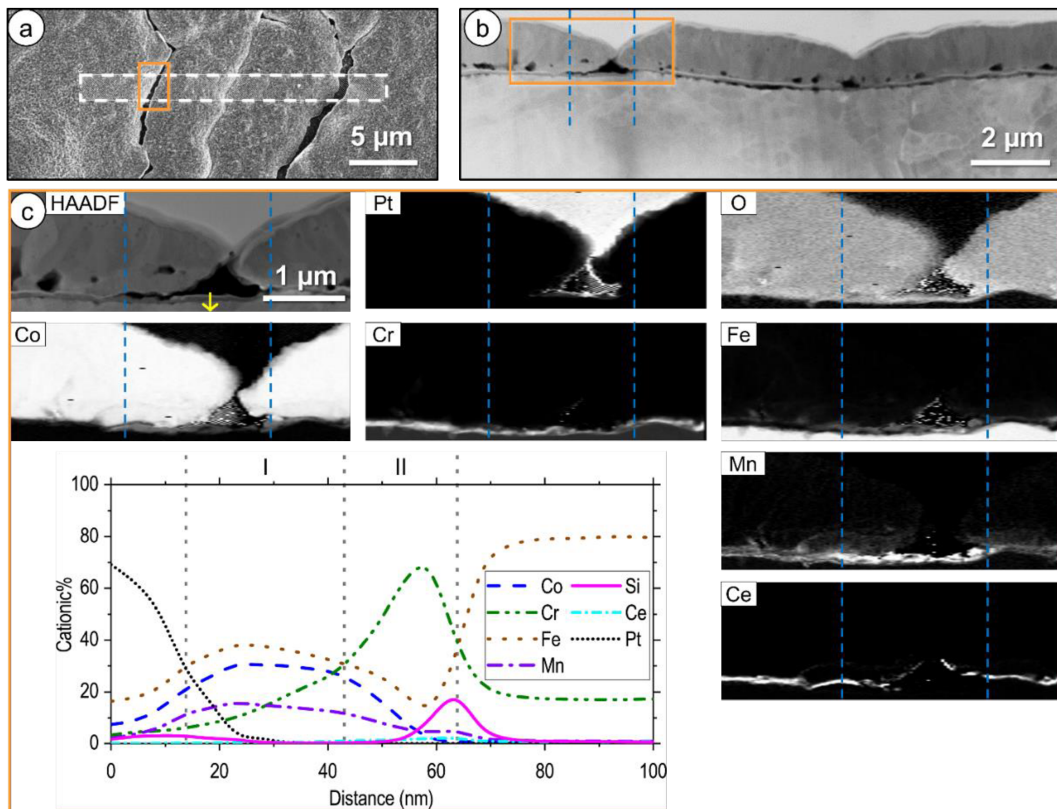 a
5 µm
b
2 µm
c
HAADF
1 µm
Pt
O
Co
Cr
Fe
Mn
Ce
I
II
100
80
60
40
20
0
Cationic%
Co
Cr
Fe
Mn
Si
Ce
Pt
0
20
40
60
80
100
Distance (nm)